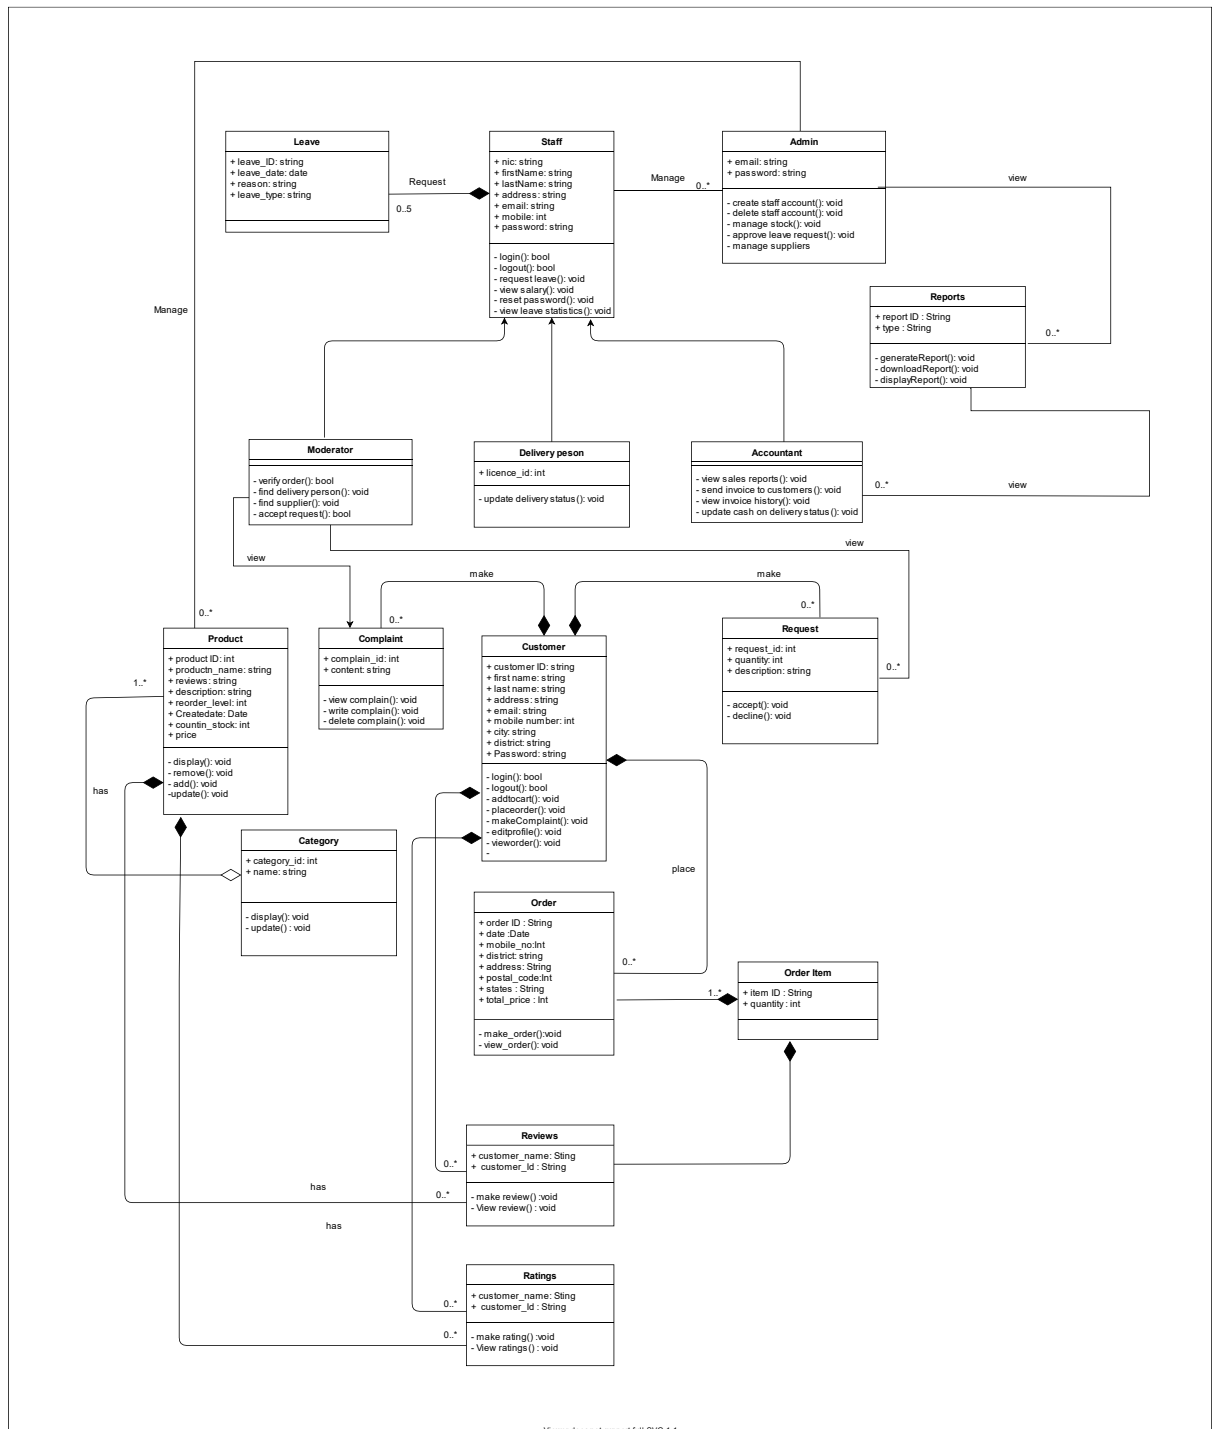 Leave
+ leave_ID: string
+ leave_date: date
+ reason: string
+ leave_type: string
Request
0..5
Staff
+ nic: string
+ firstName: string
+ lastName: string
+ address: string
+ email: string
+ mobile: int
+ password: string
- login(): bool
- logout(): bool
- request leave(): void
- view salary(): void
- reset password(): void
- view leave statistics(): void
Manage
0..*
Admin
+ email: string
+ password: string
- create staff account(): void
- delete staff account(): void
- manage stock(): void
- approve leave request(): void
- manage suppliers
view
Manage
Reports
+ report ID : String
+ type : String
- generateReport(): void
- downloadReport(): void
- displayReport(): void
0..*
Moderator
- verify order(): bool
- find delivery person(): void
- find supplier(): void
- accept request(): bool
Delivery peson
+ licence_id: int
- update delivery status(): void
Accountant
- view sales reports(): void
- send invoice to customers(): void
- view invoice history(): void
- update cash on delivery status(): void
0..*
view
view
view
make
make
0..*
0..*
0..*
Product
+ product ID: int
+ productn_name: string
+ reviews: string
+ description: string
+ reorder_level: int
+ Createdate: Date
+ countin_stock: int
+ price
- display(): void
- remove(): void
- add(): void
-update(): void
1..*
has
Complaint
+ complain_id: int
+ content: string
- view complain(): void
- write complain(): void
- delete complain(): void
Customer
+ customer ID: string
+ first name: string
+ last name: string
+ address: string
+ email: string
+ mobile number: int
+ city: string
+ district: string
+ Password: string
- login(): bool
- logout(): bool
- addtocart(): void
- placeorder(): void
- makeComplaint(): void
- editprofile(): void
- vieworder(): void
-
Request
+ request_id: int
+ quantity: int
+ description: string
- accept(): void
- decline(): void
0..*
Category
+ category_id: int
+ name: string
- display(): void
- update() : void
place
Order
+ order ID : String
+ date :Date
+ mobile_no:Int
+ district: string
+ address: String
+ postal_code:Int
+ states : String
+ total_price : Int
- make_order():void
- view_order(): void
0..*
1..*
Order Item
+ item ID : String
+ quantity : int
Reviews
+ customer_name: Sting
+ customer_Id : String
- make review() :void
- View review() : void
0..*
0..*
has
has
Ratings
+ customer_name: Sting
+ customer_Id : String
- make rating() :void
- View ratings() : void
0..*
0..*